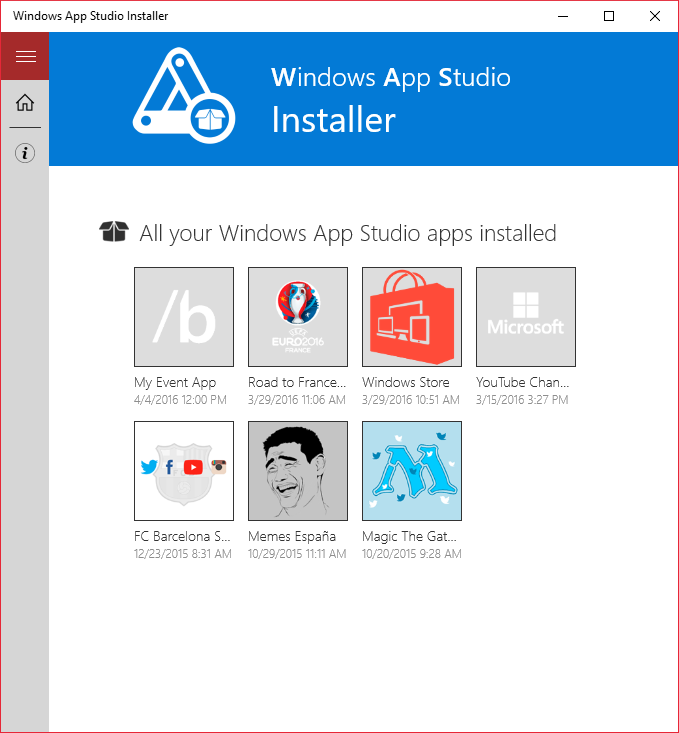 Windows App Studio Installer
Windows App Studio
Installer
All your Windows App Studio apps installed
/b
UEFA
EURO2016
FRANCE
Microsoft
My Event App
Road to France...
Windows Store
YouTube Chan...
4/4/2016 12:00 PM
3/29/2016 11:06 AM
3/29/2016 10:51 AM
3/15/2016 3:27 PM
M
FC Barcelona S...
Memes España
Magic The Gat...
12/23/2015 8:31 AM
10/29/2015 11:11 AM
10/20/2015 9:28 AM